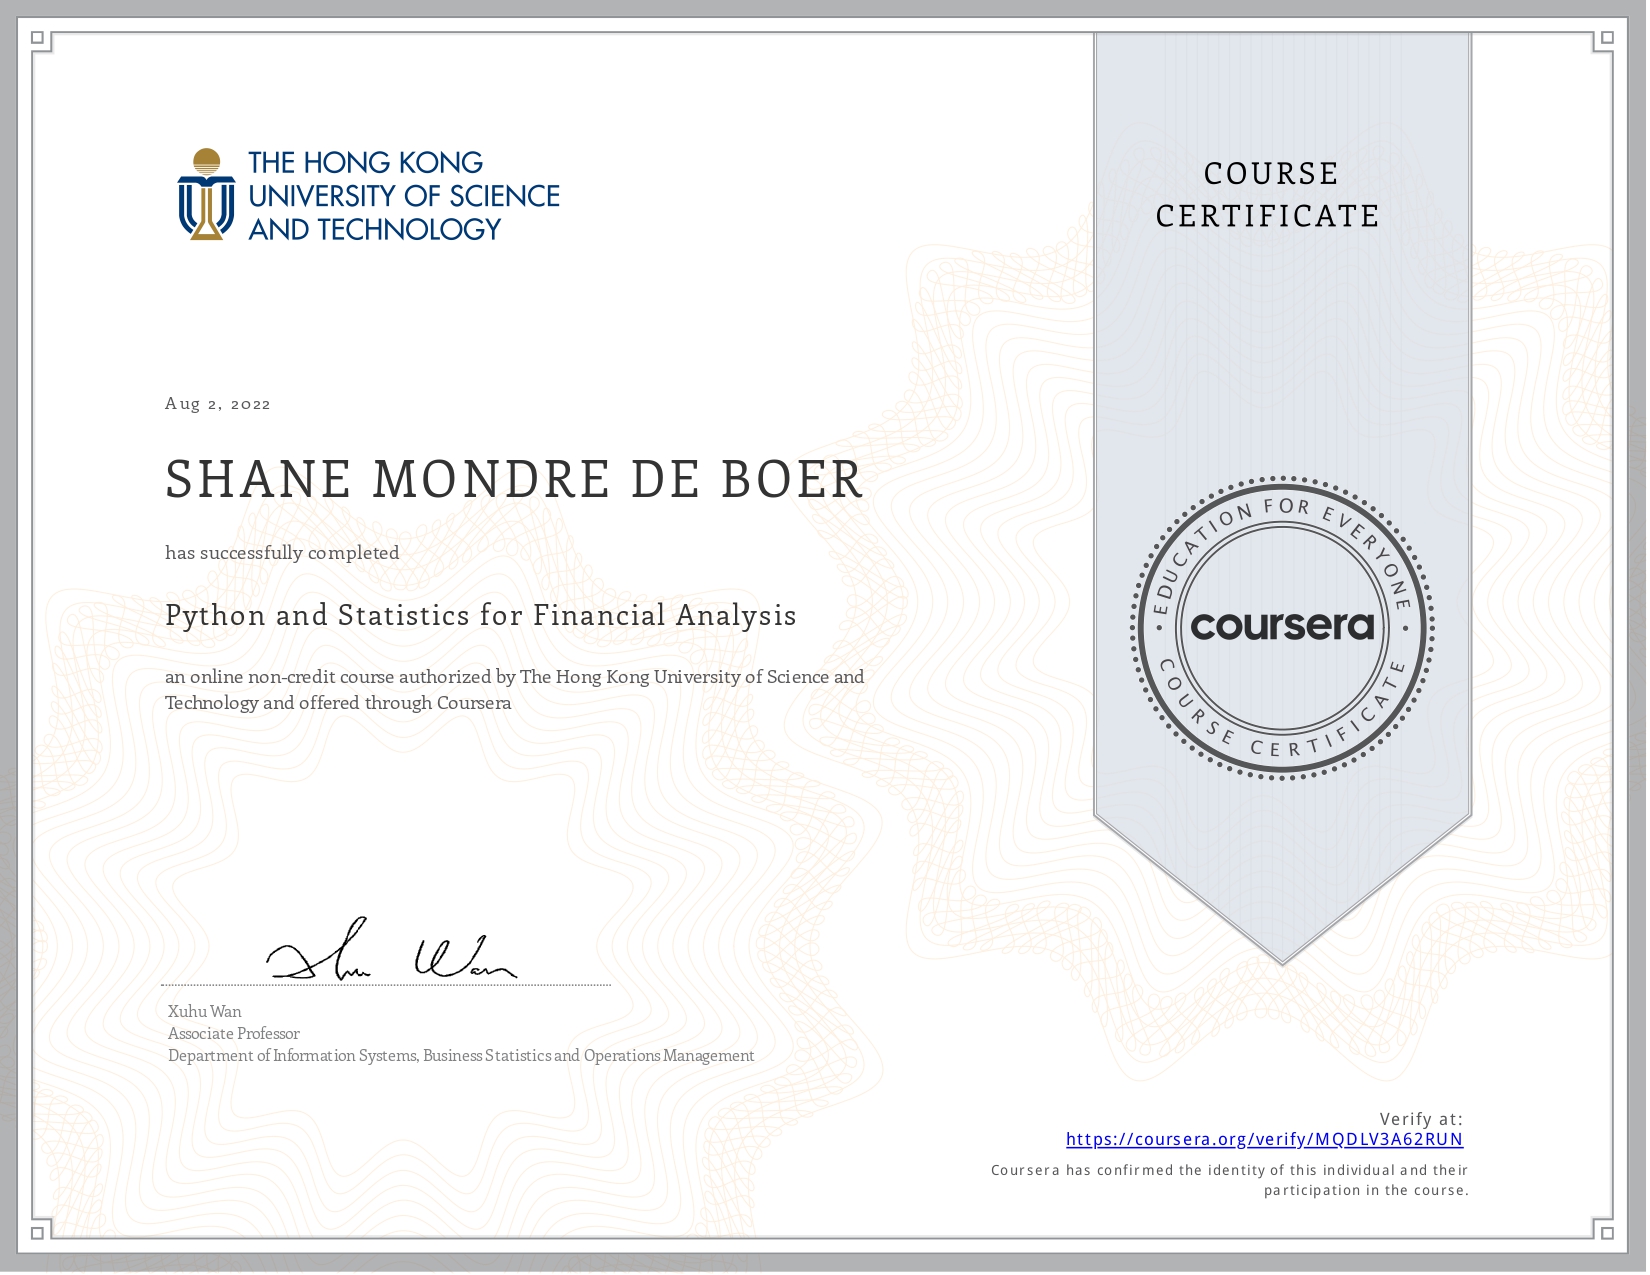 THE HONG KONG
UNIVERSITY OF SCIENCE
AND TECHNOLOGY
COURSE
CERTIFICATE
Aug 2, 2022
SHANE MONDRE DE BOER
has successfully completed
Python and Statistics for Financial Analysis
an online non-credit course authorized by The Hong Kong University of Science and
Technology and offered through Coursera
EDUCATION FOR EVERYONE
coursera
COURSE CERTIFICATE
Xuhu Wan
Associate Professor
Department of Information Systems, Business Statistics and Operations Management
Verify at:
https://coursera.org/verify/MQDLV3A62RUN
Coursera has confirmed the identity of this individual and their
participation in the course.